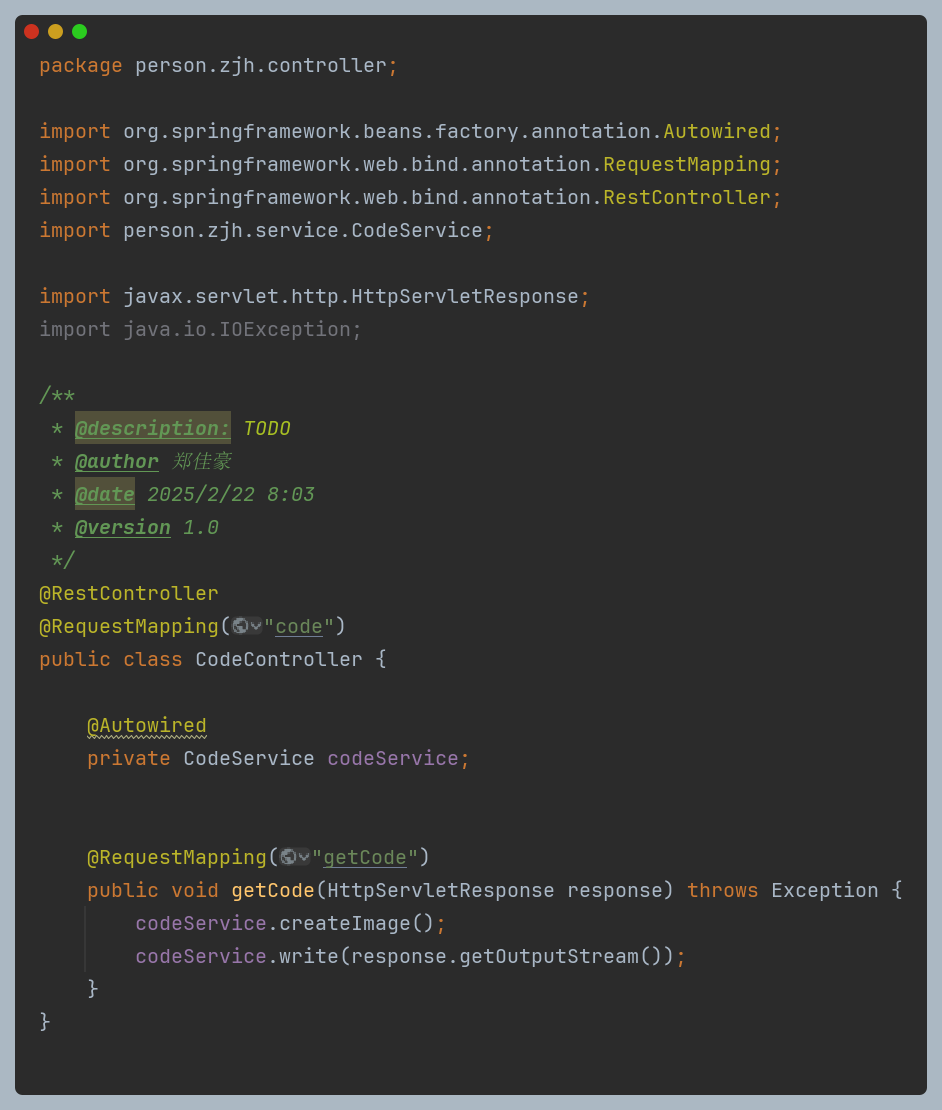 package person.zjh.controller;
import org.springframework.beans.factory.annotation.Autowired;
import org.springframework.web.bind.annotation.RequestMapping;
import org.springframework.web.bind.annotation.RestController;
import person.zjh.service.CodeService;
import javax.servlet.http.HttpServletResponse;
import java.io.IOException;
/**
 * @description: TODO
 * @author 郑佳豪
 * @date 2025/2/22 8:03
 * @version 1.0
 */
@RestController
@RequestMapping("code")
public class CodeController {
    @Autowired
    private CodeService codeService;
    @RequestMapping("getCode")
    public void getCode(HttpServletResponse response) throws Exception {
        codeService.createImage();
        codeService.write(response.getOutputStream());
    }
}